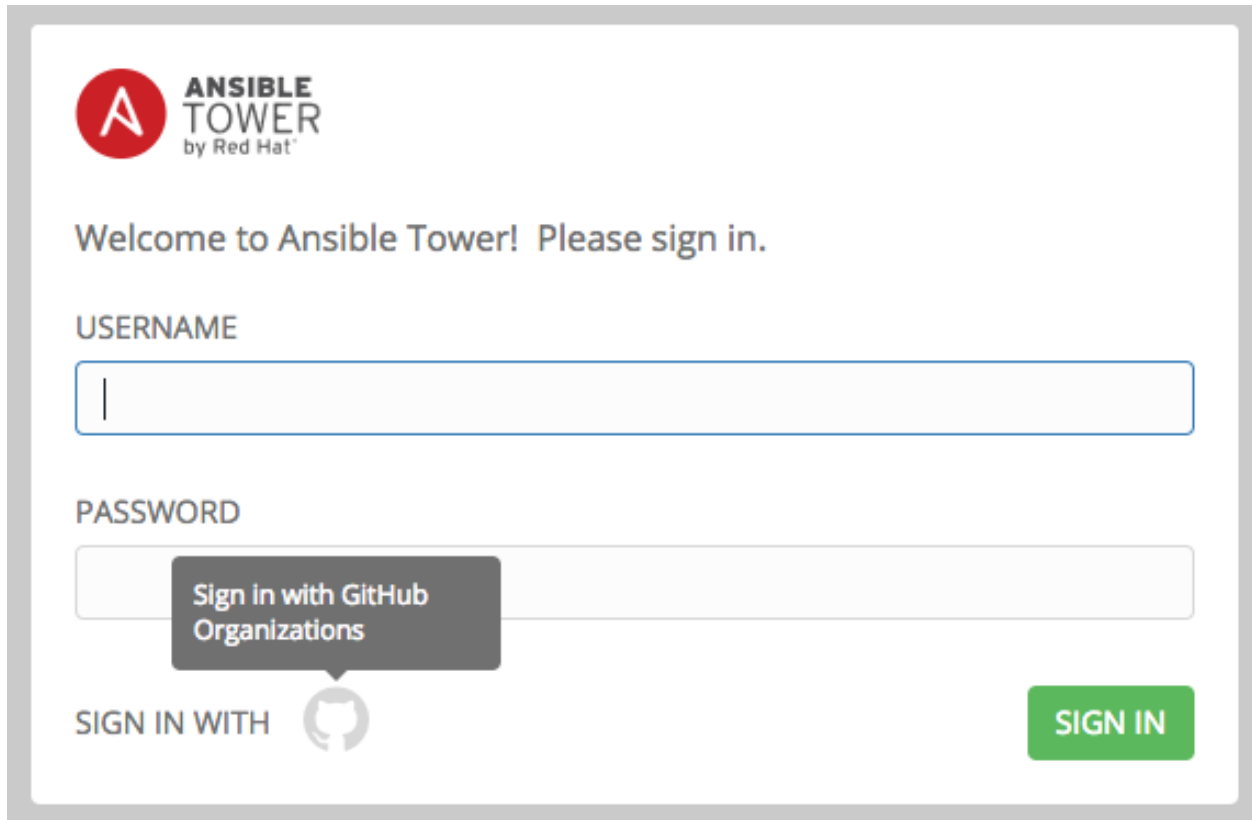 ANSIBLE
TOWER
by Red Hat
Welcome to Ansible Tower! Please sign in.
USERNAME
PASSWORD
Sign in with GitHub
Organizations
SIGN IN WITH
SIGN IN